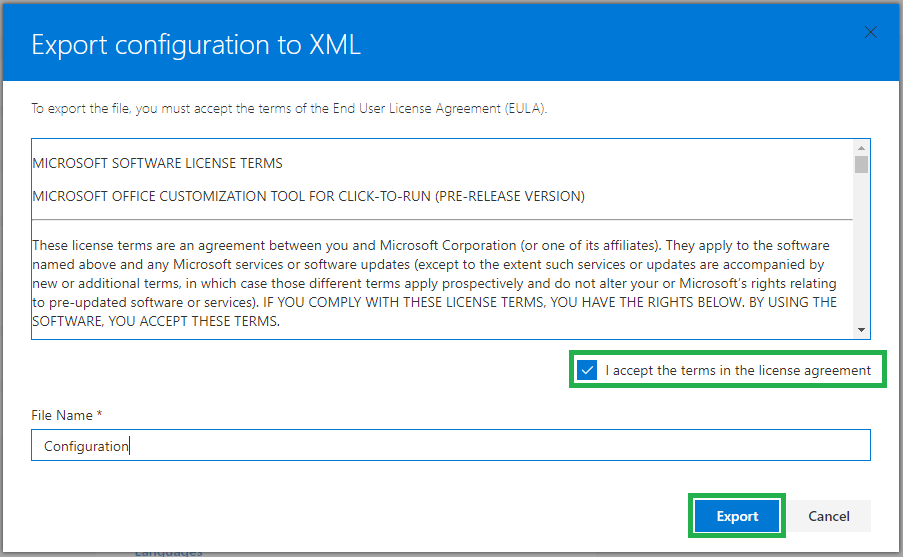 Export configuration to XML
To export the file, you must accept the terms of the End User License Agreement (EULA).
MICROSOFT SOFTWARE LICENSE TERMS
MICROSOFT OFFICE CUSTOMIZATION TOOL FOR CLICK-TO-RUN (PRE-RELEASE VERSION)
These license terms are an agreement between you and Microsoft Corporation (or one of its affiliates). They apply to the software
named above and any Microsoft services or software updates (except to the extent such services or updates are accompanied by
new or additional terms, in which case those different terms apply prospectively and do not alter your or Microsoft’s rights relating
to pre-updated software or services). IF YOU COMPLY WITH THESE LICENSE TERMS, YOU HAVE THE RIGHTS BELOW. BY USING THE
SOFTWARE, YOU ACCEPT THESE TERMS.
I accept the terms in the license agreement
File Name *
Configuration
Export Cancel
Languages